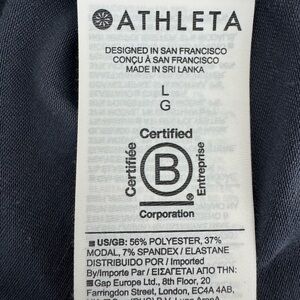 ATHLETA
DESIGNED IN SAN FRANCISCO
CONÇU À SAN FRANCISCO
MADE IN SRI LANKA
L
G
Certified
Certifiée
B
Entreprise
Corporation
US/GB: 56% POLYESTER, 37%
MODAL, 7% SPANDEX / ELASTANE
DISTRIBUIDO POR / Imported
By/Importe Par / ΕΙΣΑΓΕΤΑΙ ΑΠΟ ΤΗΝ:
Gap Europe Ltd., 8th Floor, 20
Farringdon Street, London, EC4A 4AB,